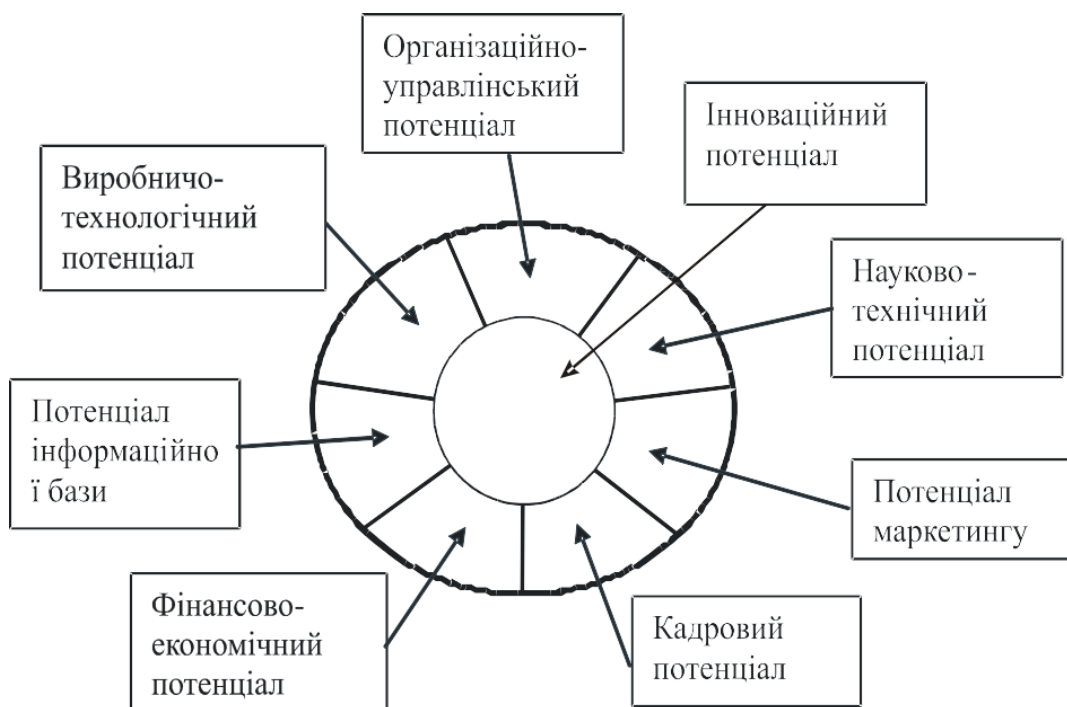 Організаційно-
управлінський
потенціал
Інноваційний
потенціал
Виробничо-
технологічний
потенціал
Науково-
технічний
потенціал
Потенціал
інформаційно
ї бази
Потенціал
маркетингу
Фінансово-
економічний
потенціал
Кадровий
потенціал